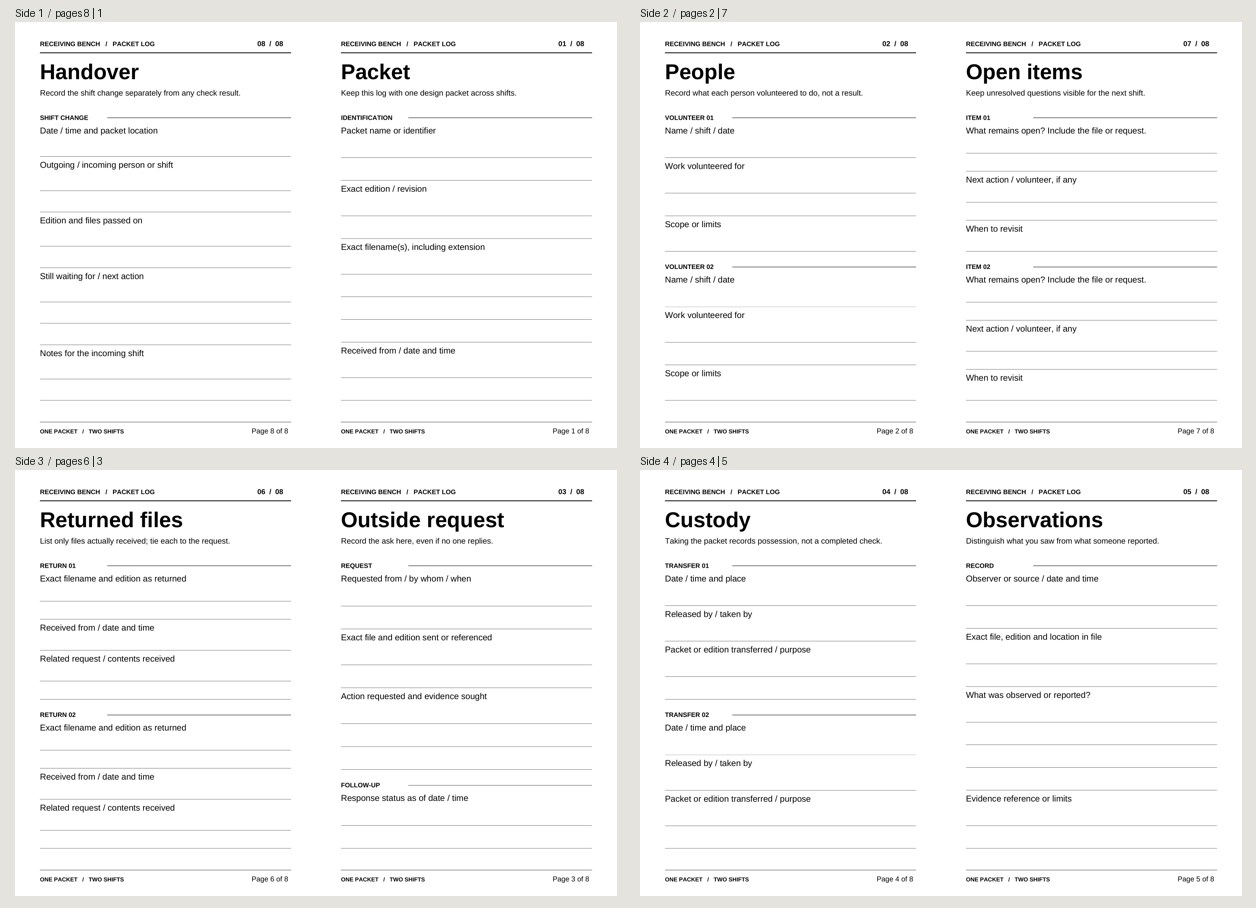 Side 1 / pages 8 | 1
RECEIVING BENCH / PACKET LOG 08 / 08
Handover
Record the shift change separately from any check result.
SHIFT CHANGE
Date / time and packet location
Outgoing / incoming person or shift
Edition and files passed on
Still waiting for / next action
Notes for the incoming shift
ONE PACKET / TWO SHIFTS Page 8 of 8
RECEIVING BENCH / PACKET LOG 01 / 08
Packet
Keep this log with one design packet across shifts.
IDENTIFICATION
Packet name or identifier
Exact edition / revision
Exact filename(s), including extension
Received from / date and time
ONE PACKET / TWO SHIFTS Page 1 of 8
Side 2 / pages 2 | 7
RECEIVING BENCH / PACKET LOG 02 / 08
People
Record what each person volunteered to do, not a result.
VOLUNTEER 01
Name / shift / date
Work volunteered for
Scope or limits
VOLUNTEER 02
Name / shift / date
Work volunteered for
Scope or limits
ONE PACKET / TWO SHIFTS Page 2 of 8
RECEIVING BENCH / PACKET LOG 07 / 08
Open items
Keep unresolved questions visible for the next shift.
ITEM 01
What remains open? Include the file or request.
Next action / volunteer, if any
When to revisit
ITEM 02
What remains open? Include the file or request.
Next action / volunteer, if any
When to revisit
ONE PACKET / TWO SHIFTS Page 7 of 8
Side 3 / pages 6 | 3
RECEIVING BENCH / PACKET LOG 06 / 08
Returned files
List only files actually received; tie each to the request.
RETURN 01
Exact filename and edition as returned
Received from / date and time
Related request / contents received
RETURN 02
Exact filename and edition as returned
Received from / date and time
Related request / contents received
ONE PACKET / TWO SHIFTS Page 6 of 8
RECEIVING BENCH / PACKET LOG 03 / 08
Outside request
Record the ask here, even if no one replies.
REQUEST
Requested from / by whom / when
Exact file and edition sent or referenced
Action requested and evidence sought
FOLLOW-UP
Response status as of date / time
ONE PACKET / TWO SHIFTS Page 3 of 8
Side 4 / pages 4 | 5
RECEIVING BENCH / PACKET LOG 04 / 08
Custody
Taking the packet records possession, not a completed check.
TRANSFER 01
Date / time and place
Released by / taken by
Packet or edition transferred / purpose
TRANSFER 02
Date / time and place
Released by / taken by
Packet or edition transferred / purpose
ONE PACKET / TWO SHIFTS Page 4 of 8
RECEIVING BENCH / PACKET LOG 05 / 08
Observations
Distinguish what you saw from what someone reported.
RECORD
Observer or source / date and time
Exact file, edition and location in file
What was observed or reported?
Evidence reference or limits
ONE PACKET / TWO SHIFTS Page 5 of 8